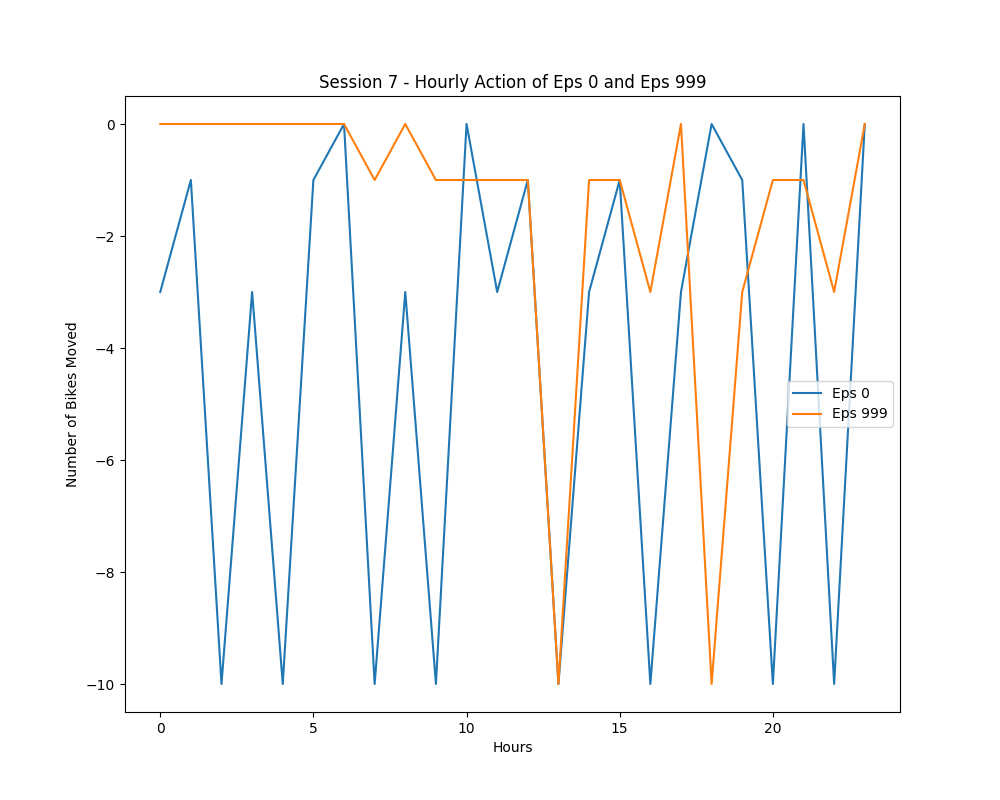 Session 7 - Hourly Action of Eps 0 and Eps 999
Number of Bikes Moved
0
−2
−4
−6
−8
−10
Eps 0
Eps 999
0
5
10
15
20
Hours